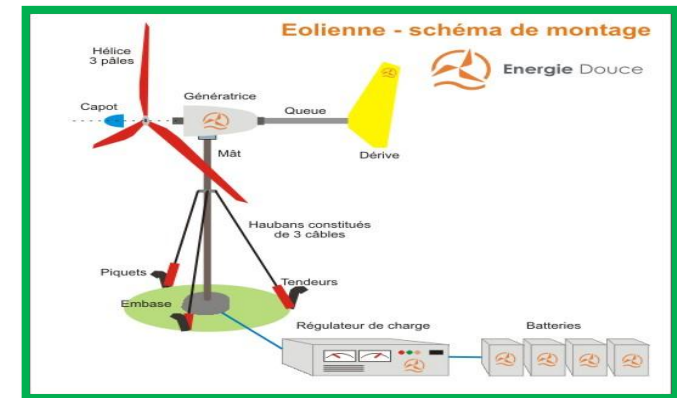 Eolienne - schéma de montage
Energie Douce
Hélice
3 pâles
Capot
Génératrice
Queue
Mât
Dérive
Haubans constitués
de 3 câbles
Piquets
Tendeurs
Embase
Régulateur de charge
Batteries